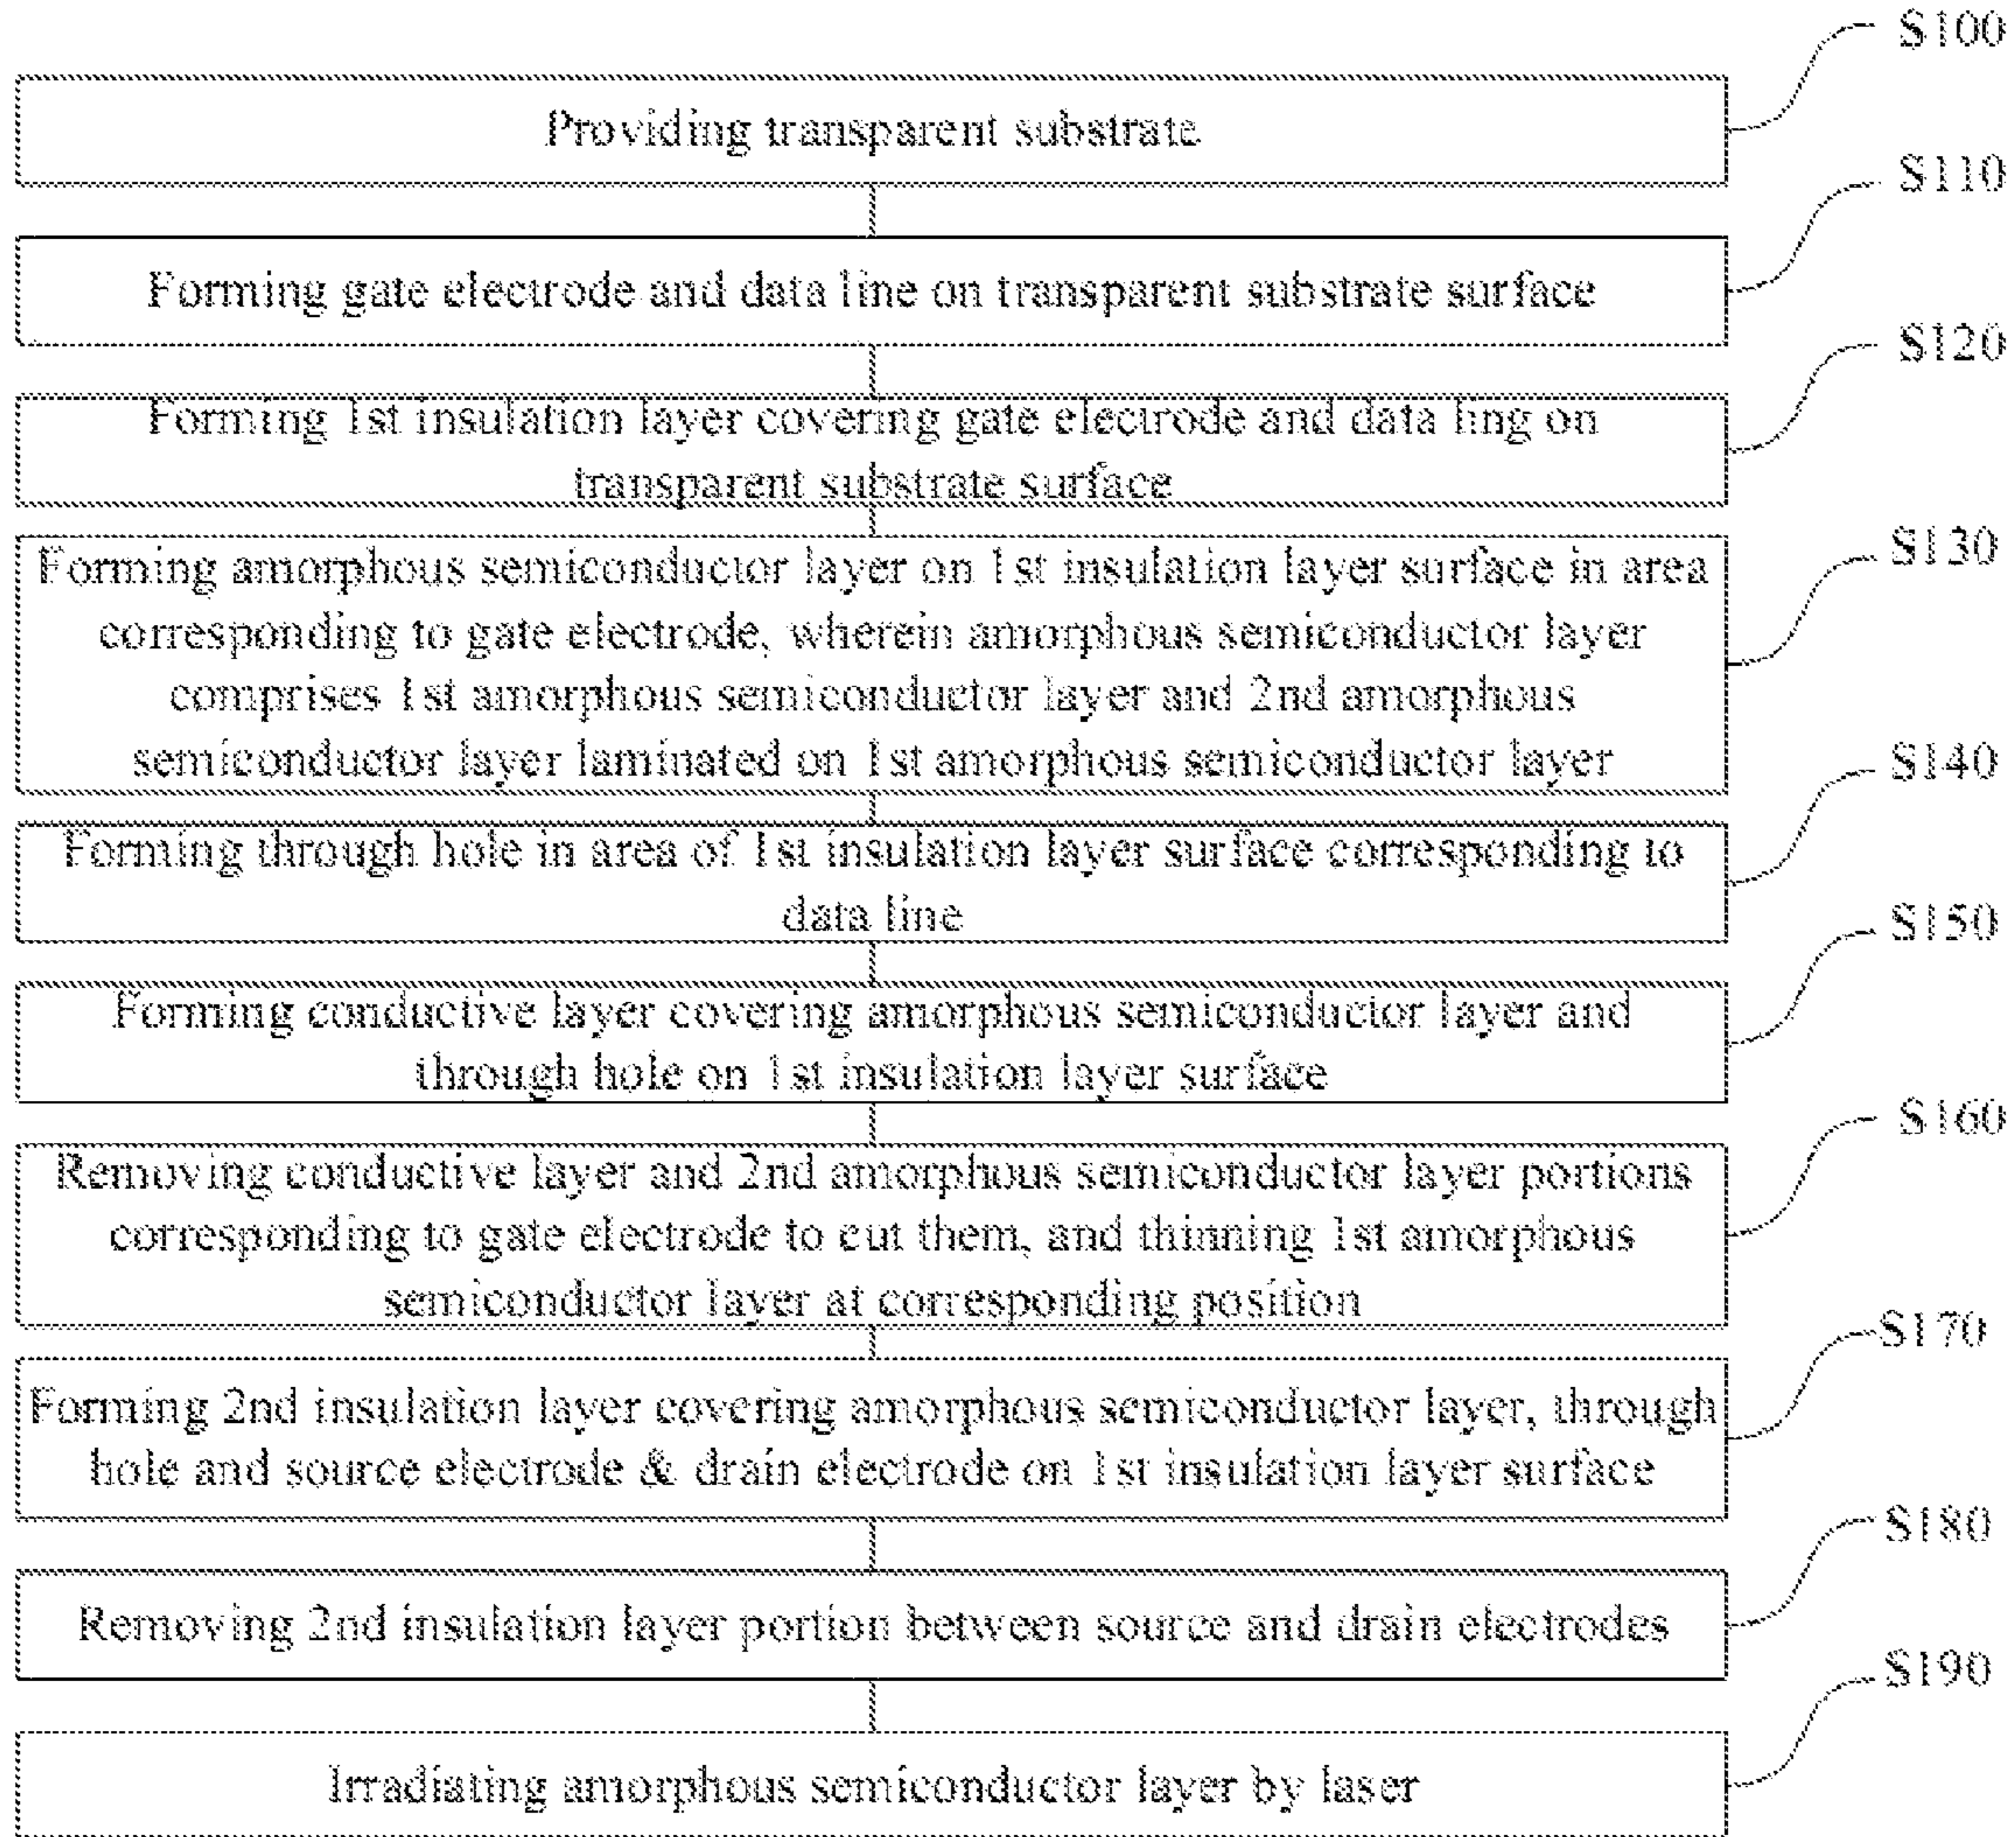 S100
Providing transparent substrate
S110
Forming gate electrode and data line on transparent substrate surface
S120
Forming 1st insulation layer covering gate electrode and data ling on
transparent substrate surface
S130
Forming amorphous semiconductor layer on 1st insulation layer surface in area
corresponding to gate electrode, wherein amorphous semiconductor layer
comprises 1st amorphous semiconductor layer and 2nd amorphous
semiconductor layer laminated on 1st amorphous semiconductor layer
S140
Forming through hole in area of 1st insulation layer surface corresponding to
data line
S150
Forming conductive layer covering amorphous semiconductor layer and
through hole on 1st insulation layer surface
S160
Removing conductive layer and 2nd amorphous semiconductor layer portions
corresponding to gate electrode to cut them, and thinning 1st amorphous
semiconductor layer at corresponding position
S170
Forming 2nd insulation layer covering amorphous semiconductor layer, through
hole and source electrode & drain electrode on 1st insulation layer surface
S180
Removing 2nd insulation layer portion between source and drain electrodes
S190
Irradiating amorphous semiconductor layer by laser